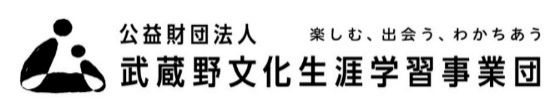 公益財団法人
楽しむ、出会う、わかちあう
武蔵野文化生涯学習事業団